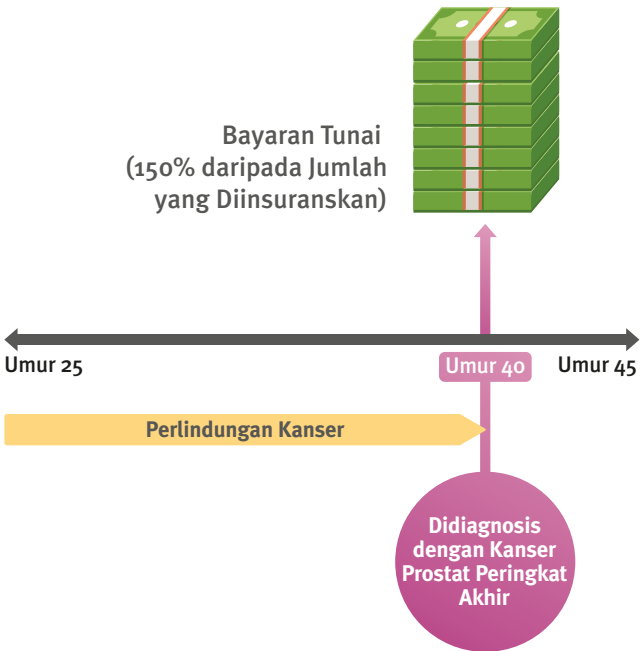 Bayaran Tunai
(150% daripada Jumlah
yang Diinsuranskan)
Umur 25
Umur 40
Umur 45
Perlindungan Kanser
Didiagnosis
dengan Kanser
Prostat Peringkat
Akhir